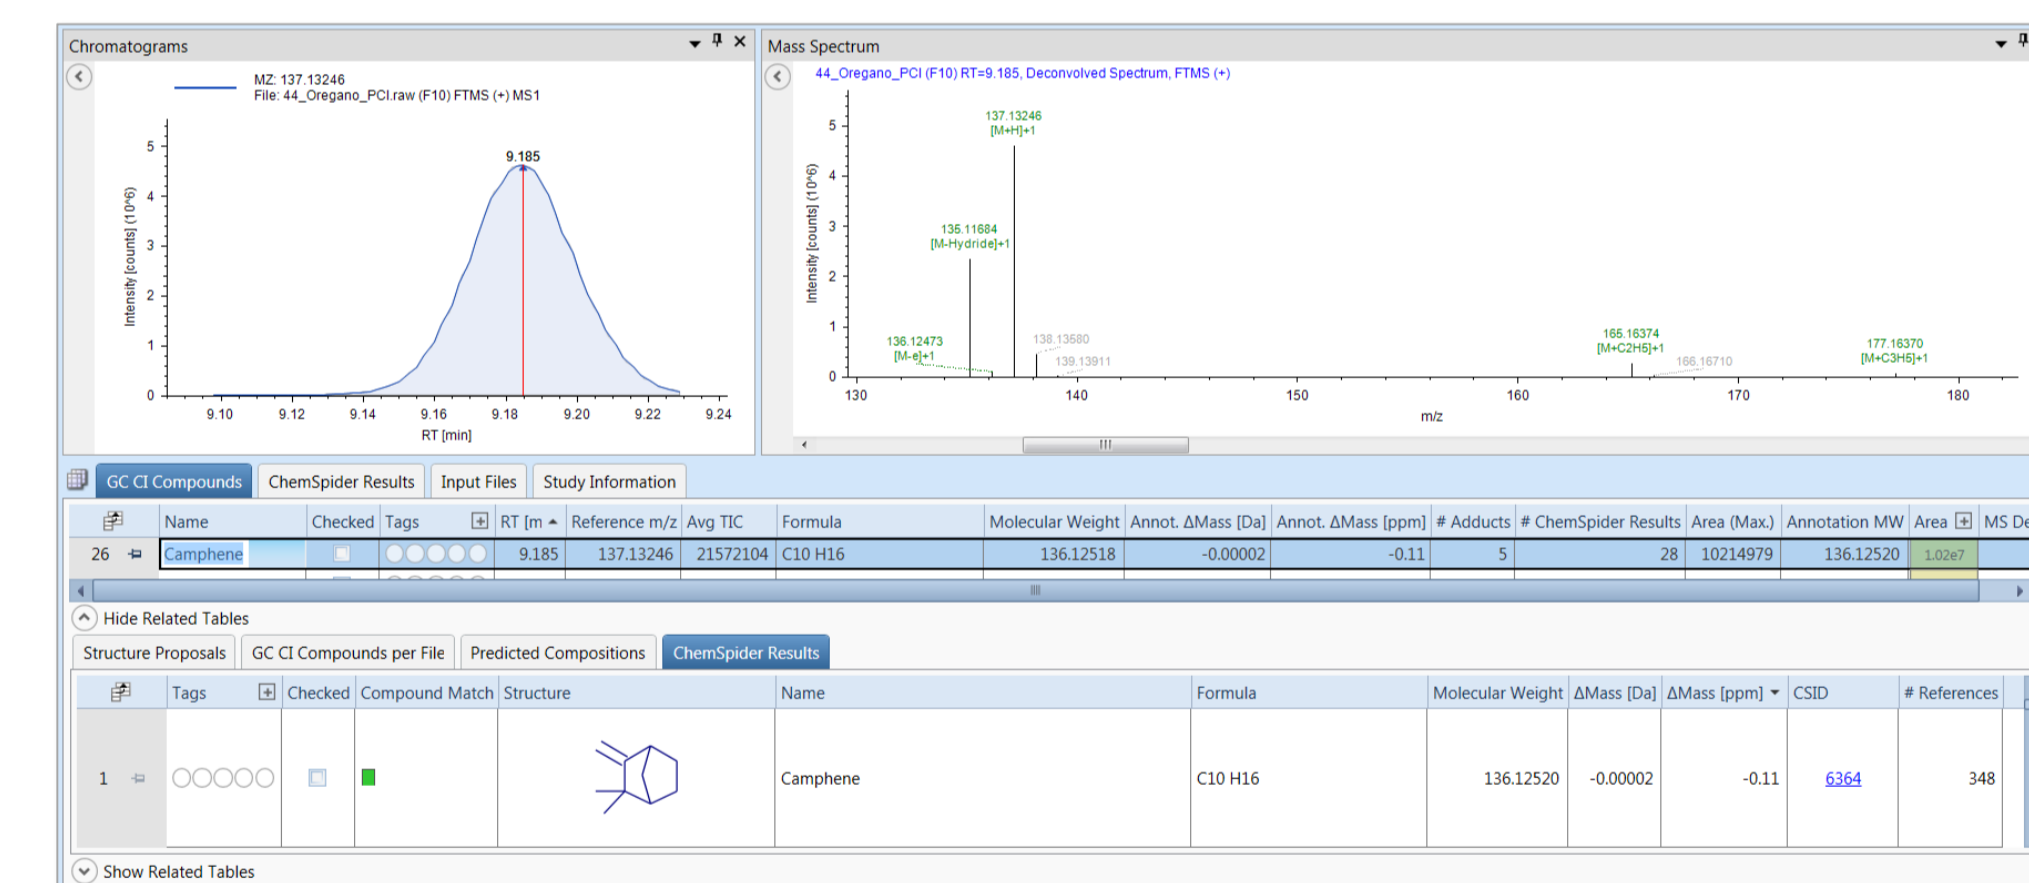 Chromatograms
MZ: 137.13246
File: 44_Oregano_PCI.raw (F10) FTMS (+) MS1
9.185
5
4
3
2
1
0
Intensity [counts] (10^6)
9.10 9.12 9.14 9.16 9.18 9.20 9.22 9.24
RT [min]
Mass Spectrum
44_Oregano_PCI (F10) RT=9.185, Deconvolved Spectrum, FTMS (+)
137.13246
[M+H]+1
135.11684
[M-Hydride]+1
136.12473
[M-e]+1
138.13580
139.13911
165.16374
[M+C2H5]+1
166.16710
177.16370
[M+C3H5]+1
5
4
3
2
1
0
Intensity [counts] (10^6)
130 140 150 160 170 180
m/z
GC CI Compounds ChemSpider Results Input Files Study Information
Name Checked Tags RT [m Reference m/z Avg TIC Formula Molecular Weight Annot. ΔMass [Da] Annot. ΔMass [ppm] # Adducts # ChemSpider Results Area (Max.) Annotation MW Area MS De
26 Camphene 9.185 137.13246 21572104 C10 H16 136.12518 -0.00002 -0.11 5 28 10214979 136.12520 1.02e7
Hide Related Tables
Structure Proposals GC CI Compounds per File Predicted Compositions ChemSpider Results
Tags Checked Compound Match Structure Name Formula Molecular Weight ΔMass [Da] ΔMass [ppm] CSID # References
1 Camphene C10 H16 136.12520 -0.00002 -0.11 6364 348
Show Related Tables